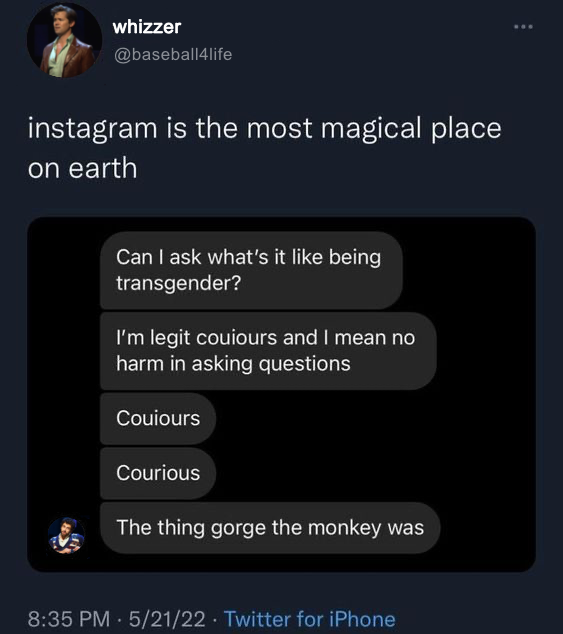 whizzer
@baseball4life
instagram is the most magical place
on earth
Can I ask what's it like being
transgender?
I'm legit couiours and I mean no
harm in asking questions
Couiours
Courious
The thing gorge the monkey was
8:35 PM · 5/21/22 · Twitter for iPhone